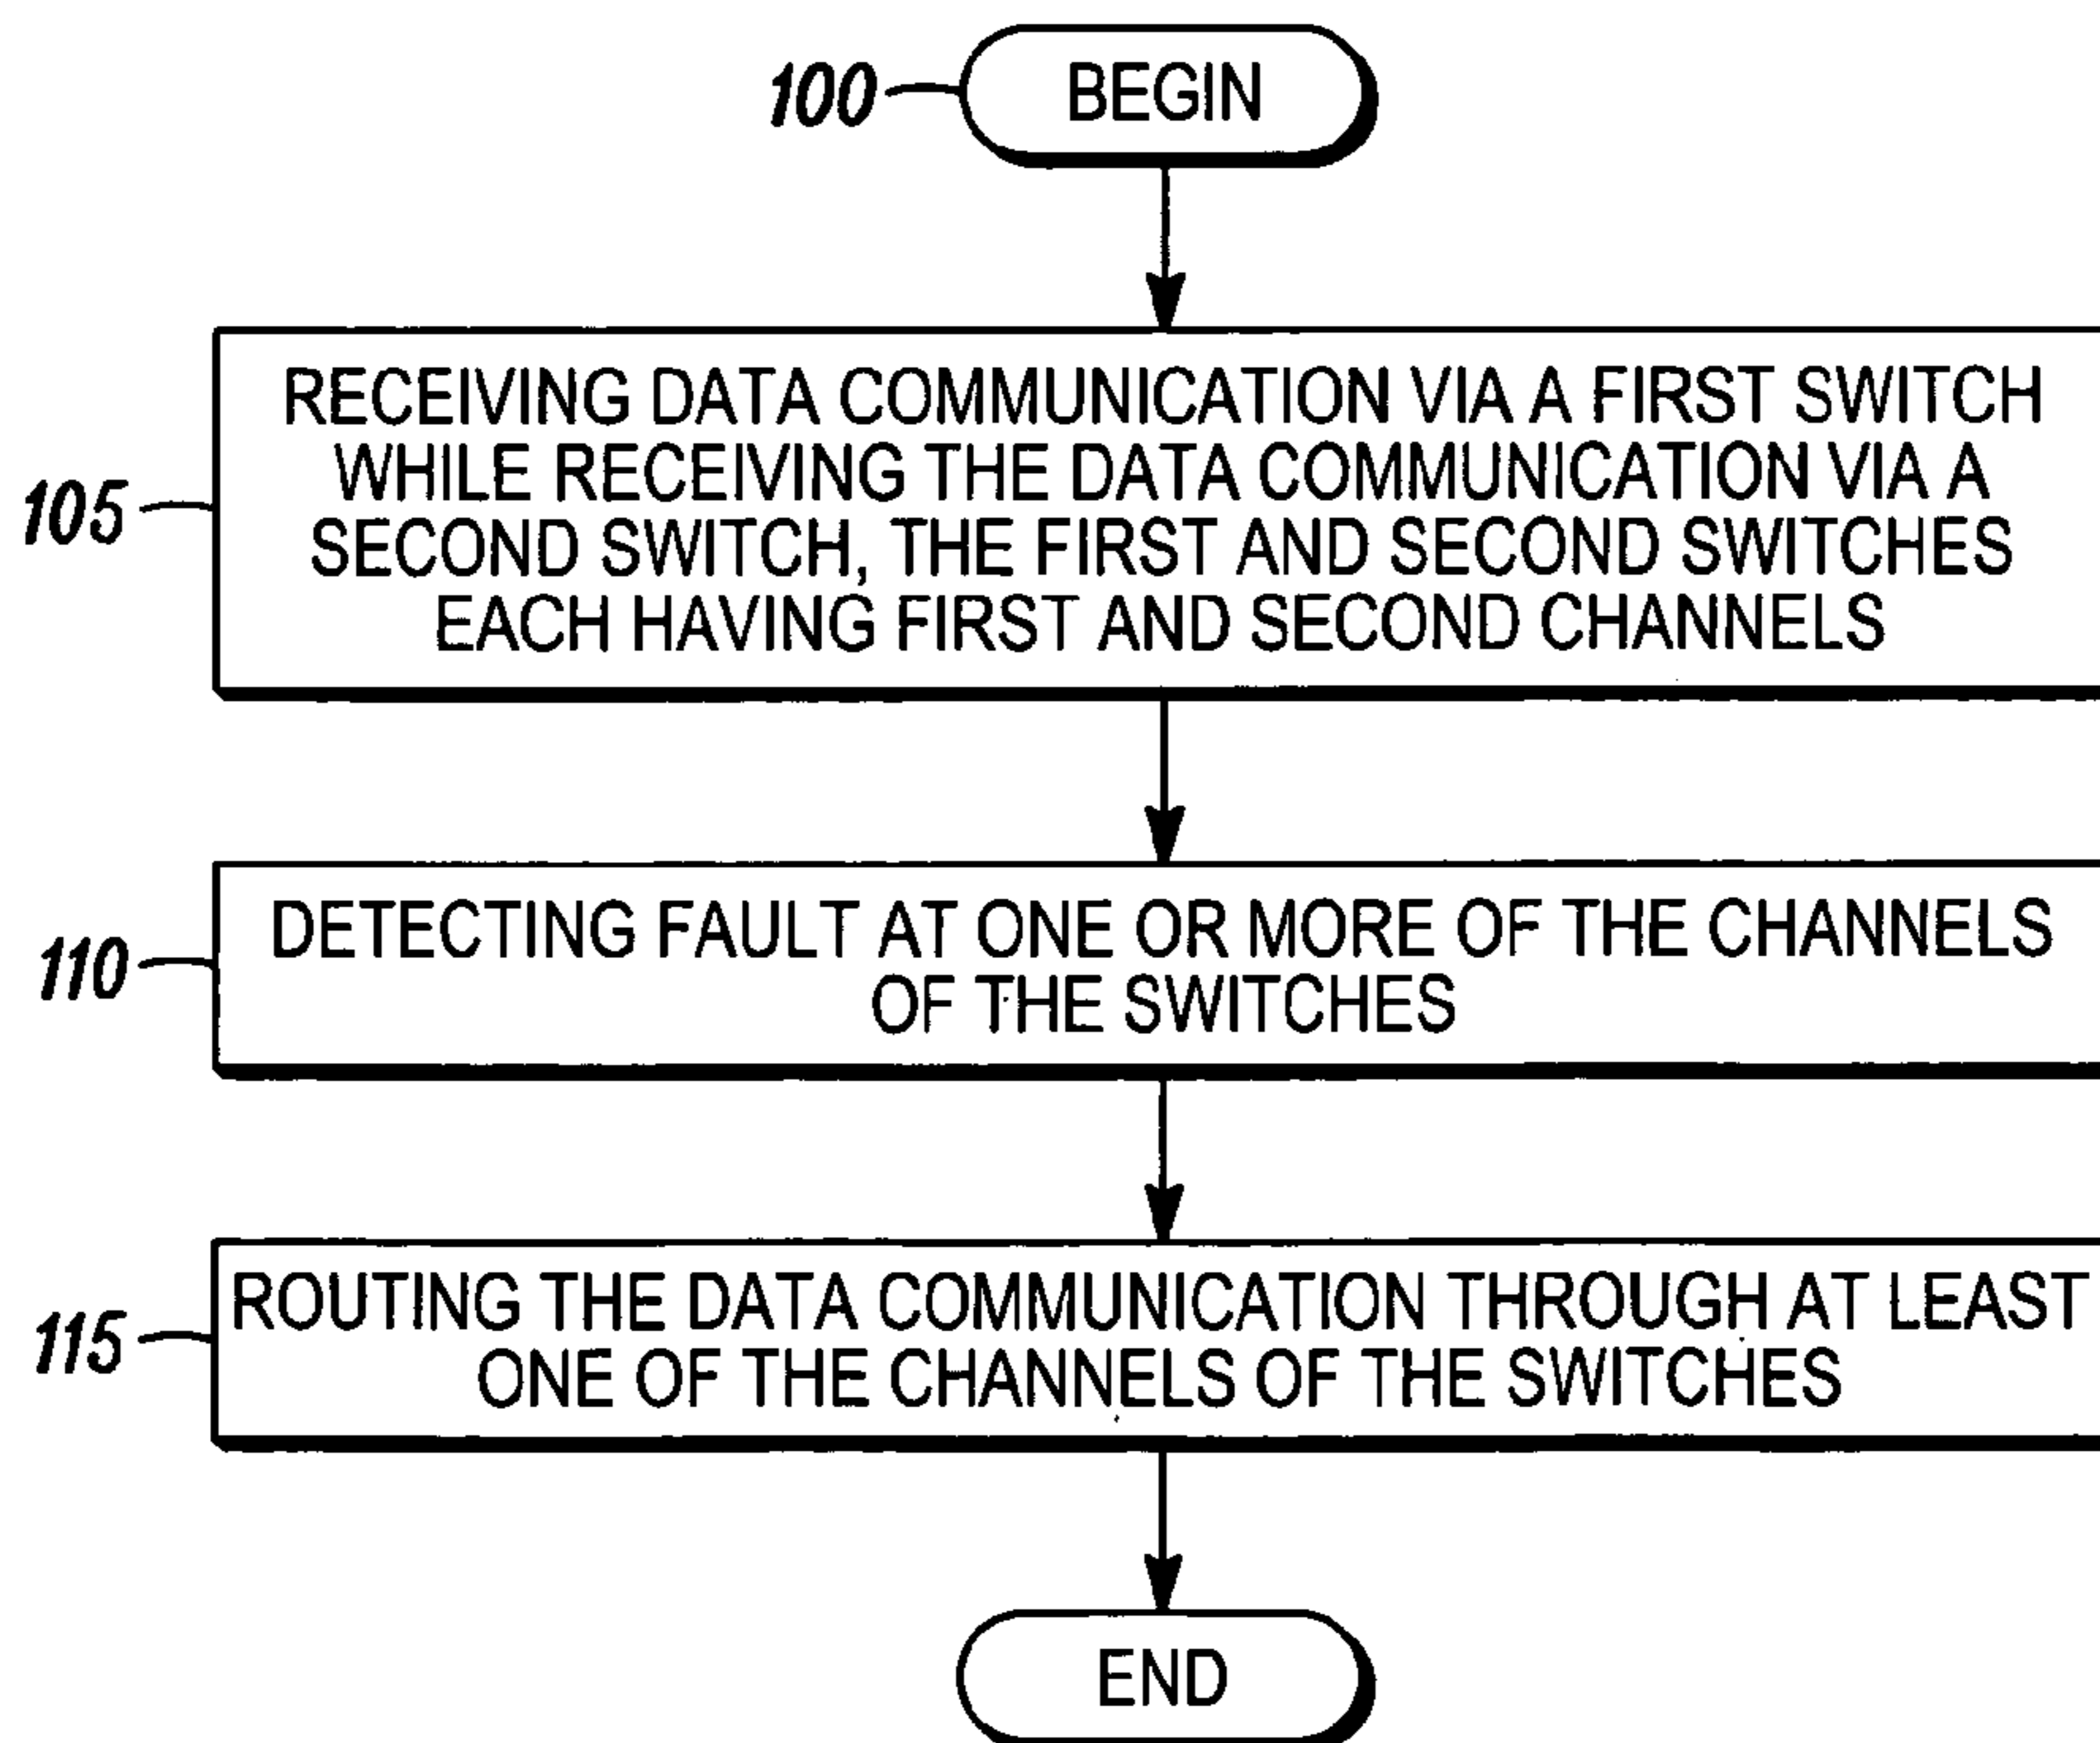 100 BEGIN
105 RECEIVING DATA COMMUNICATION VIA A FIRST SWITCH
WHILE RECEIVING THE DATA COMMUNICATION VIA A
SECOND SWITCH, THE FIRST AND SECOND SWITCHES
EACH HAVING FIRST AND SECOND CHANNELS
110 DETECTING FAULT AT ONE OR MORE OF THE CHANNELS
OF THE SWITCHES
115 ROUTING THE DATA COMMUNICATION THROUGH AT LEAST
ONE OF THE CHANNELS OF THE SWITCHES
END